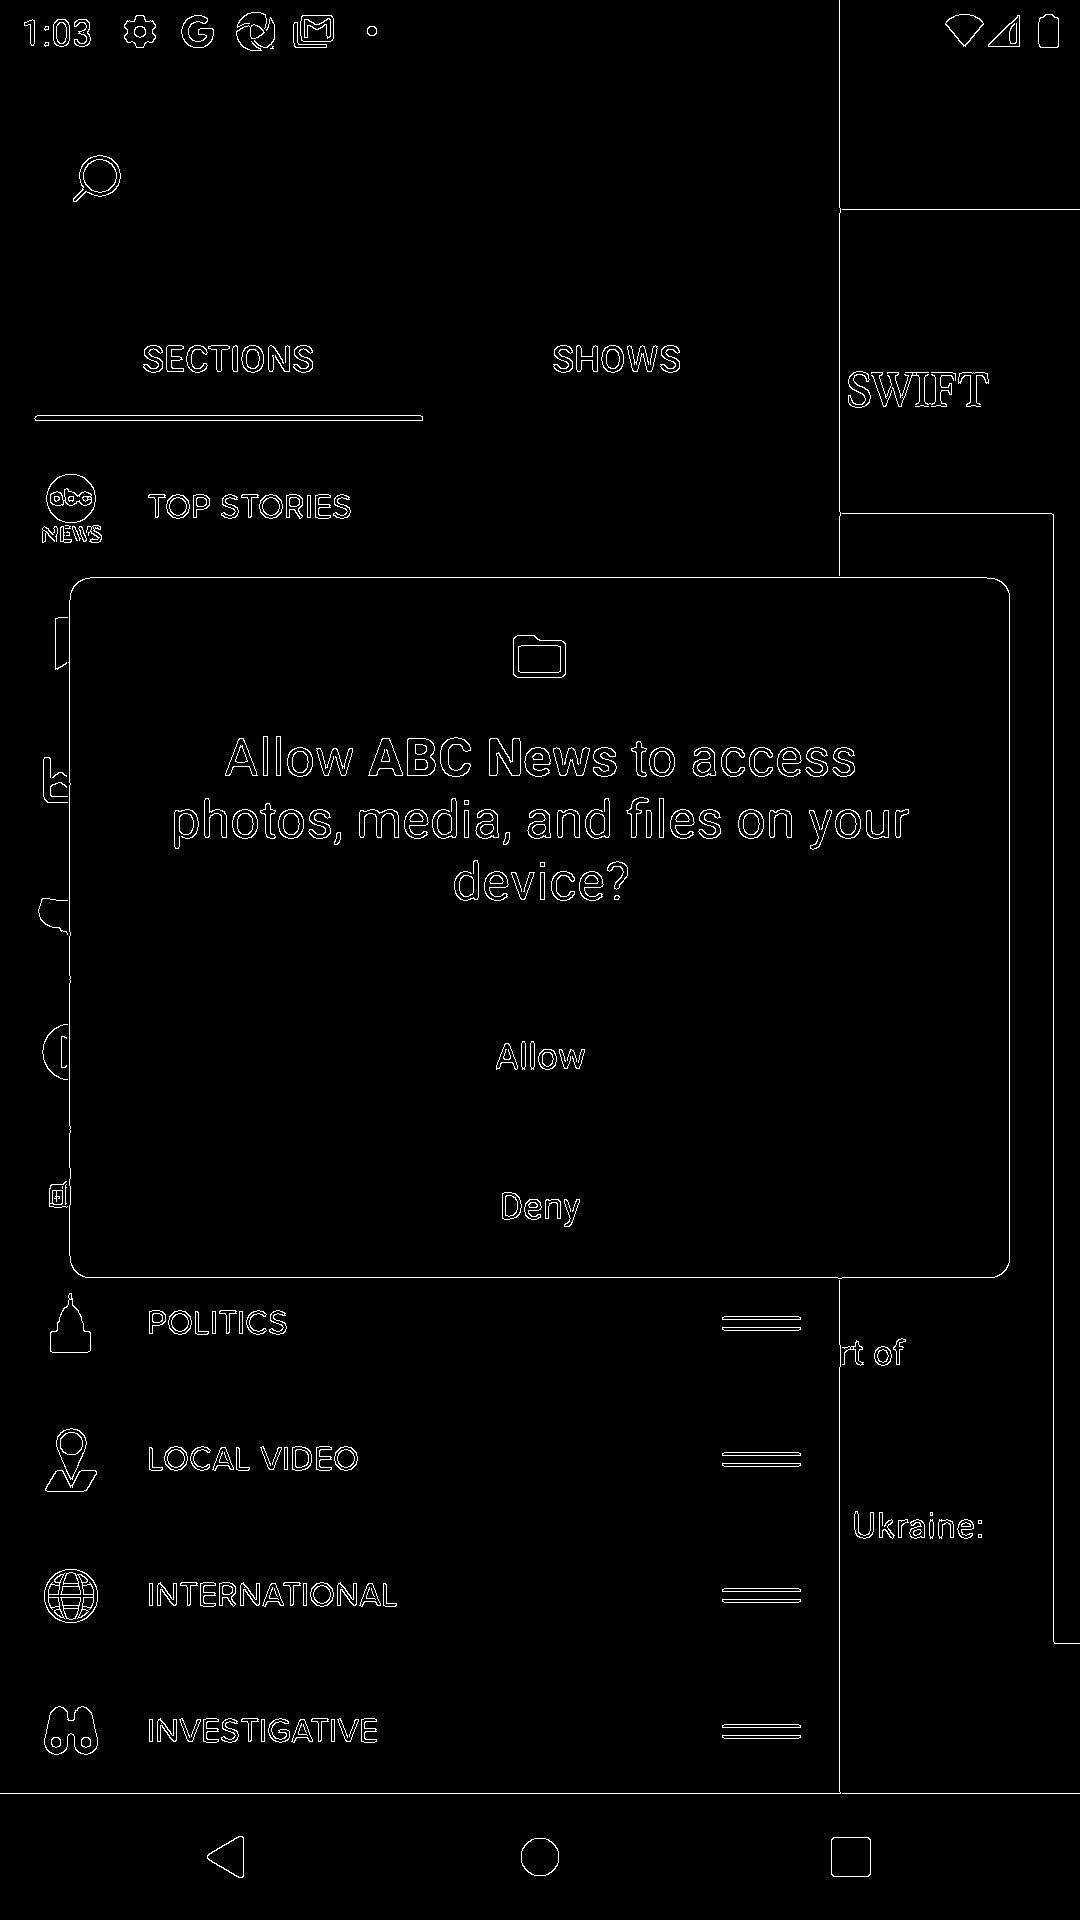 1:03
SECTIONS
SHOWS
SWIFT
abc
NEWS
TOP STORIES
Allow ABC News to access
photos, media, and files on your
device?
Allow
Deny
POLITICS
rt of
LOCAL VIDEO
Ukraine:
INTERNATIONAL
INVESTIGATIVE